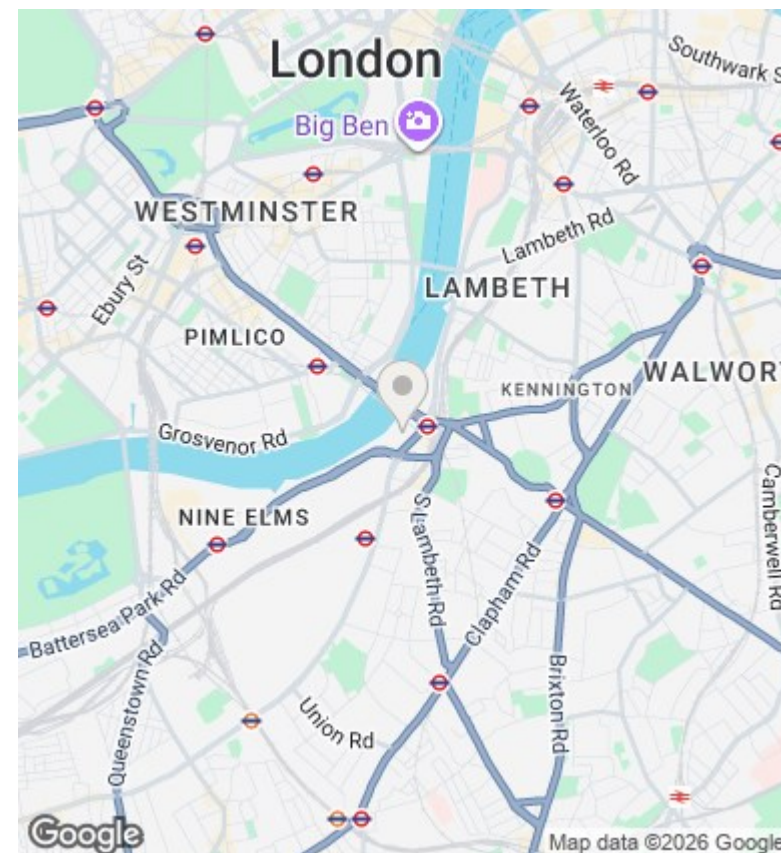 London
Southwark S
Big Ben
Waterloo Rd
WESTMINSTER
Lambeth Rd
Ebury St
LAMBETH
PIMLICO
WALWOR
KENNINGTON
Grosvenor Rd
Camberwell Rd
NINE ELMS
S Lambeth Rd
Clapham Rd
Battersea Park Rd
Queenstown Rd
Union Rd
Brixton Rd
Google
Map data ©2026 Google